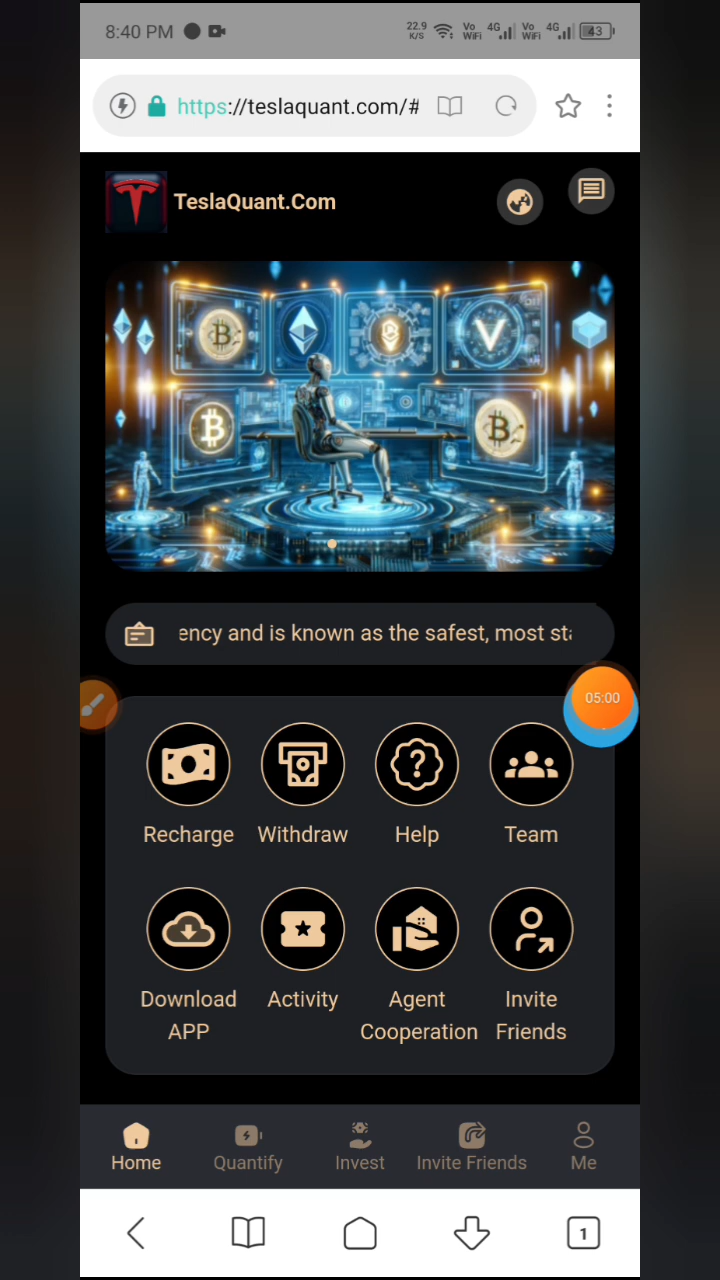 8:40 PM
22.9 K/S Vo WiFi 4G Vo WiFi 4G 43
https://teslaquant.com/#
TeslaQuant.Com
ency and is known as the safest, most sta
05:00
Recharge Withdraw Help Team
Download APP
Activity
Agent Cooperation
Invite Friends
Home Quantify Invest Invite Friends Me
1